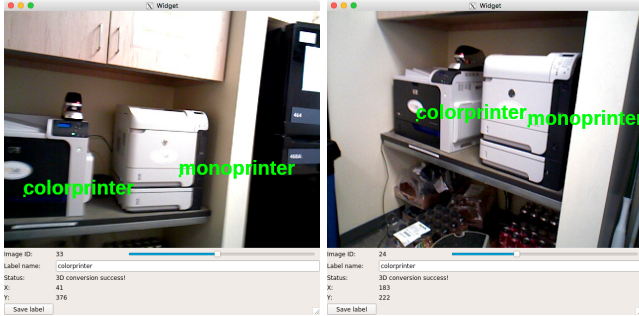 Widget
colorprinter
monoprinter
464
Image ID: 33
Label name: colorprinter
Status: 3D conversion success!
X: 41
Y: 376
Save label
Widget
colorprinter
monoprinter
Image ID: 24
Label name: colorprinter
Status: 3D conversion success!
X: 183
Y: 222
Save label